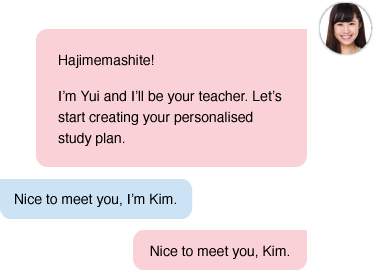 Hajimemashite!
I'm Yui and I'll be your teacher. Let's
start creating your personalised
study plan.
Nice to meet you, I'm Kim.
Nice to meet you, Kim.